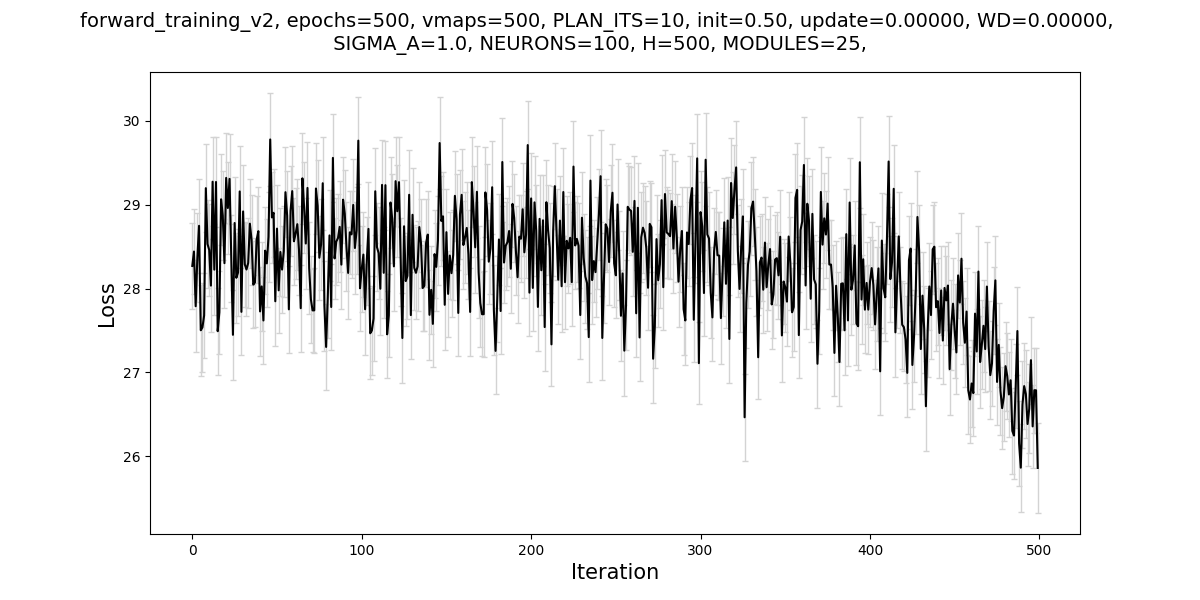 forward_training_v2, epochs=500, vmaps=500, PLAN_ITS=10, init=0.50, update=0.00000, WD=0.00000,
SIGMA_A=1.0, NEURONS=100, H=500, MODULES=25,
30
29
28
27
26
Loss
0 100 200 300 400 500
Iteration